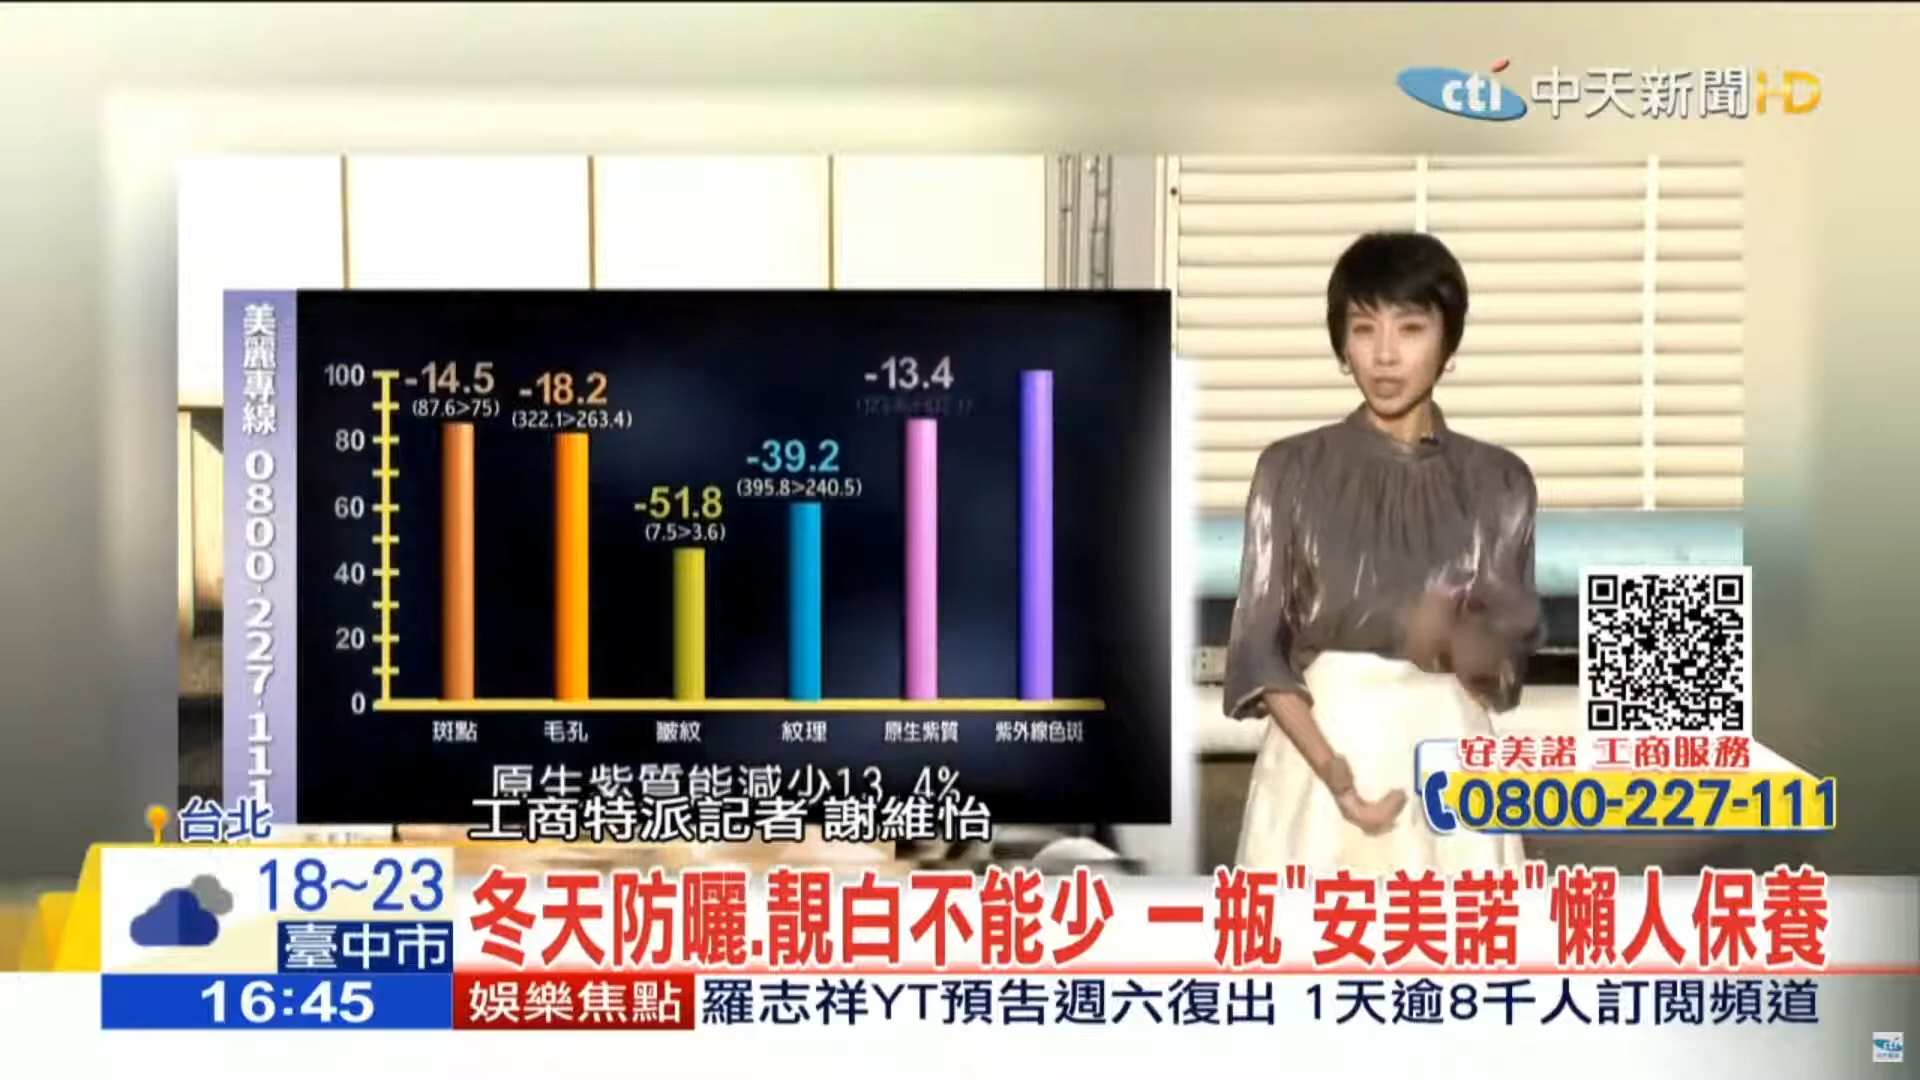 cti 中天新聞HD
美麗專線 0800-227-111
100
80
60
40
20
0
-14.5
(87.6>75)
-18.2
(322.1>263.4)
-51.8
(7.5>3.6)
-39.2
(395.8>240.5)
-13.4
斑點
毛孔
皺紋
紋理
原生紫質
紫外線色斑
原生紫質能減少13.4%
工商特派記者 謝維怡
台北
安美諾 工商服務
0800-227-111
18~23
臺中市
16:45
冬天防曬.靚白不能少 一瓶"安美諾"懶人保養
娛樂焦點 羅志祥YT預告週六復出 1天逾8千人訂閱頻道
cti